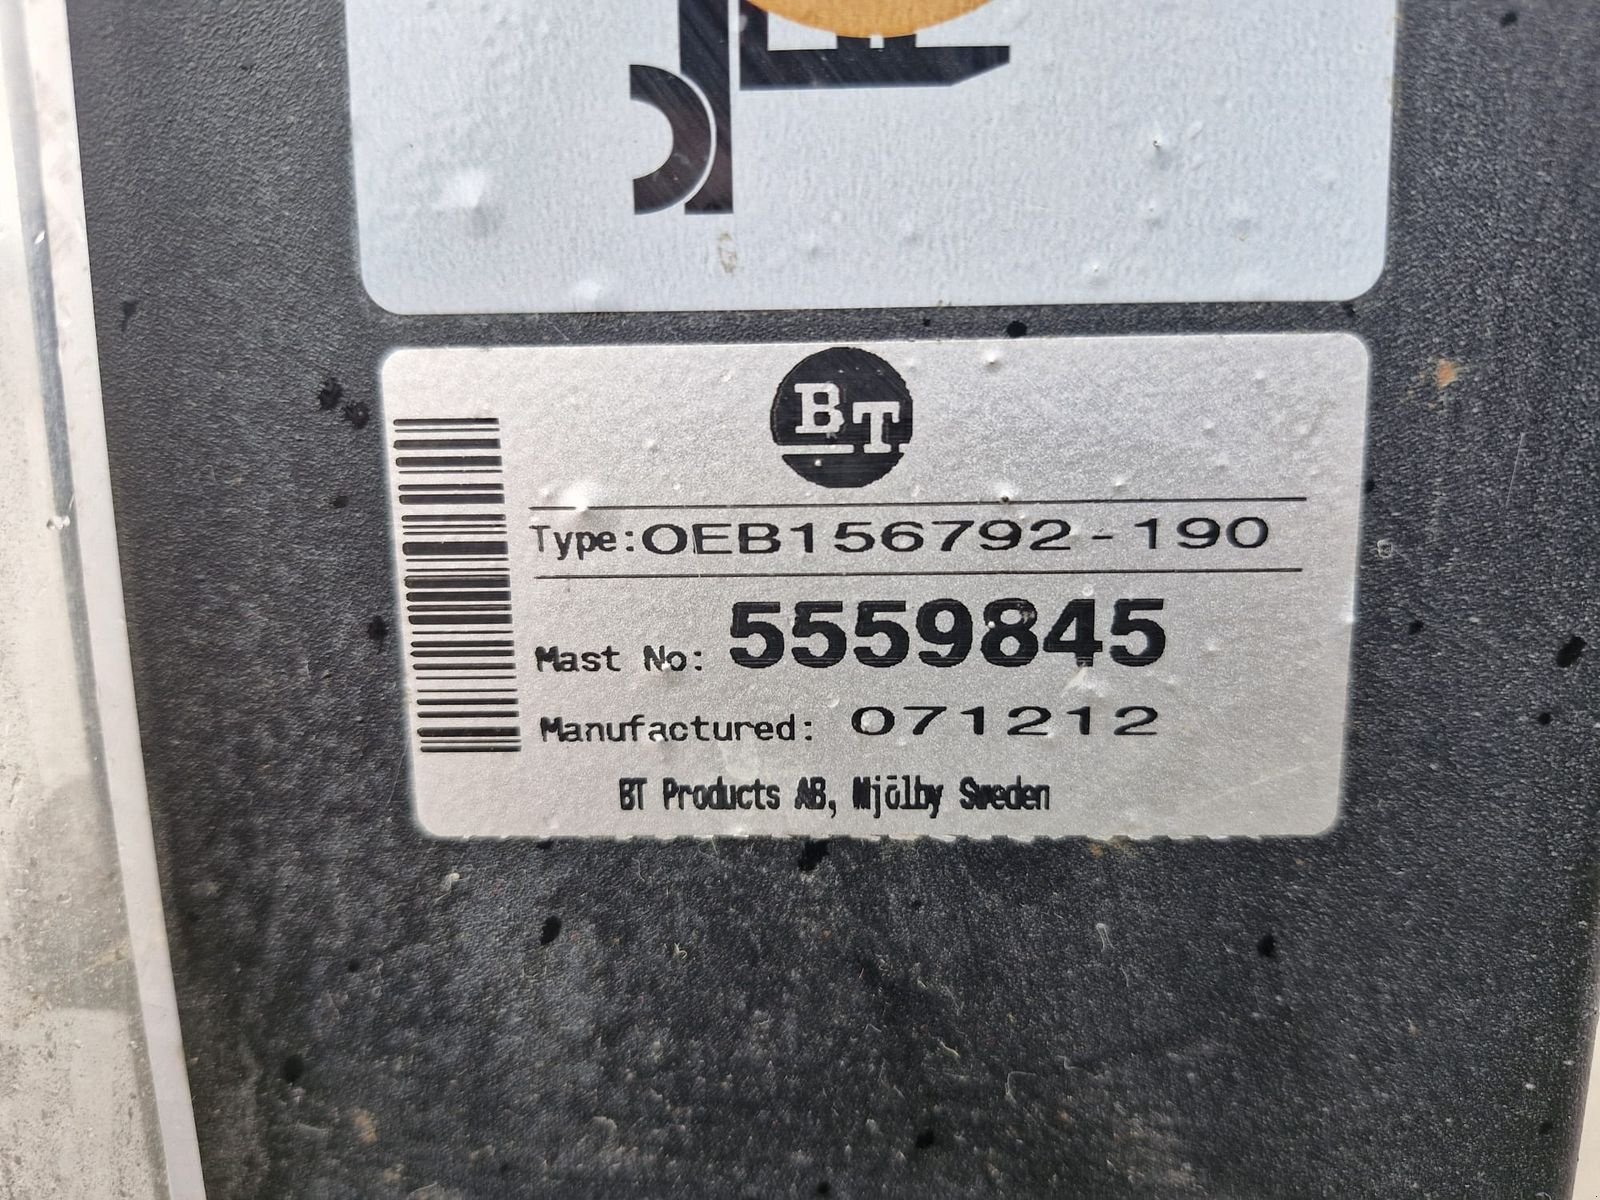 BT
Type:OEB156792-190
Mast No: 5559845
Manufactured: 071212
BT Products AB, Mjölby Sweden